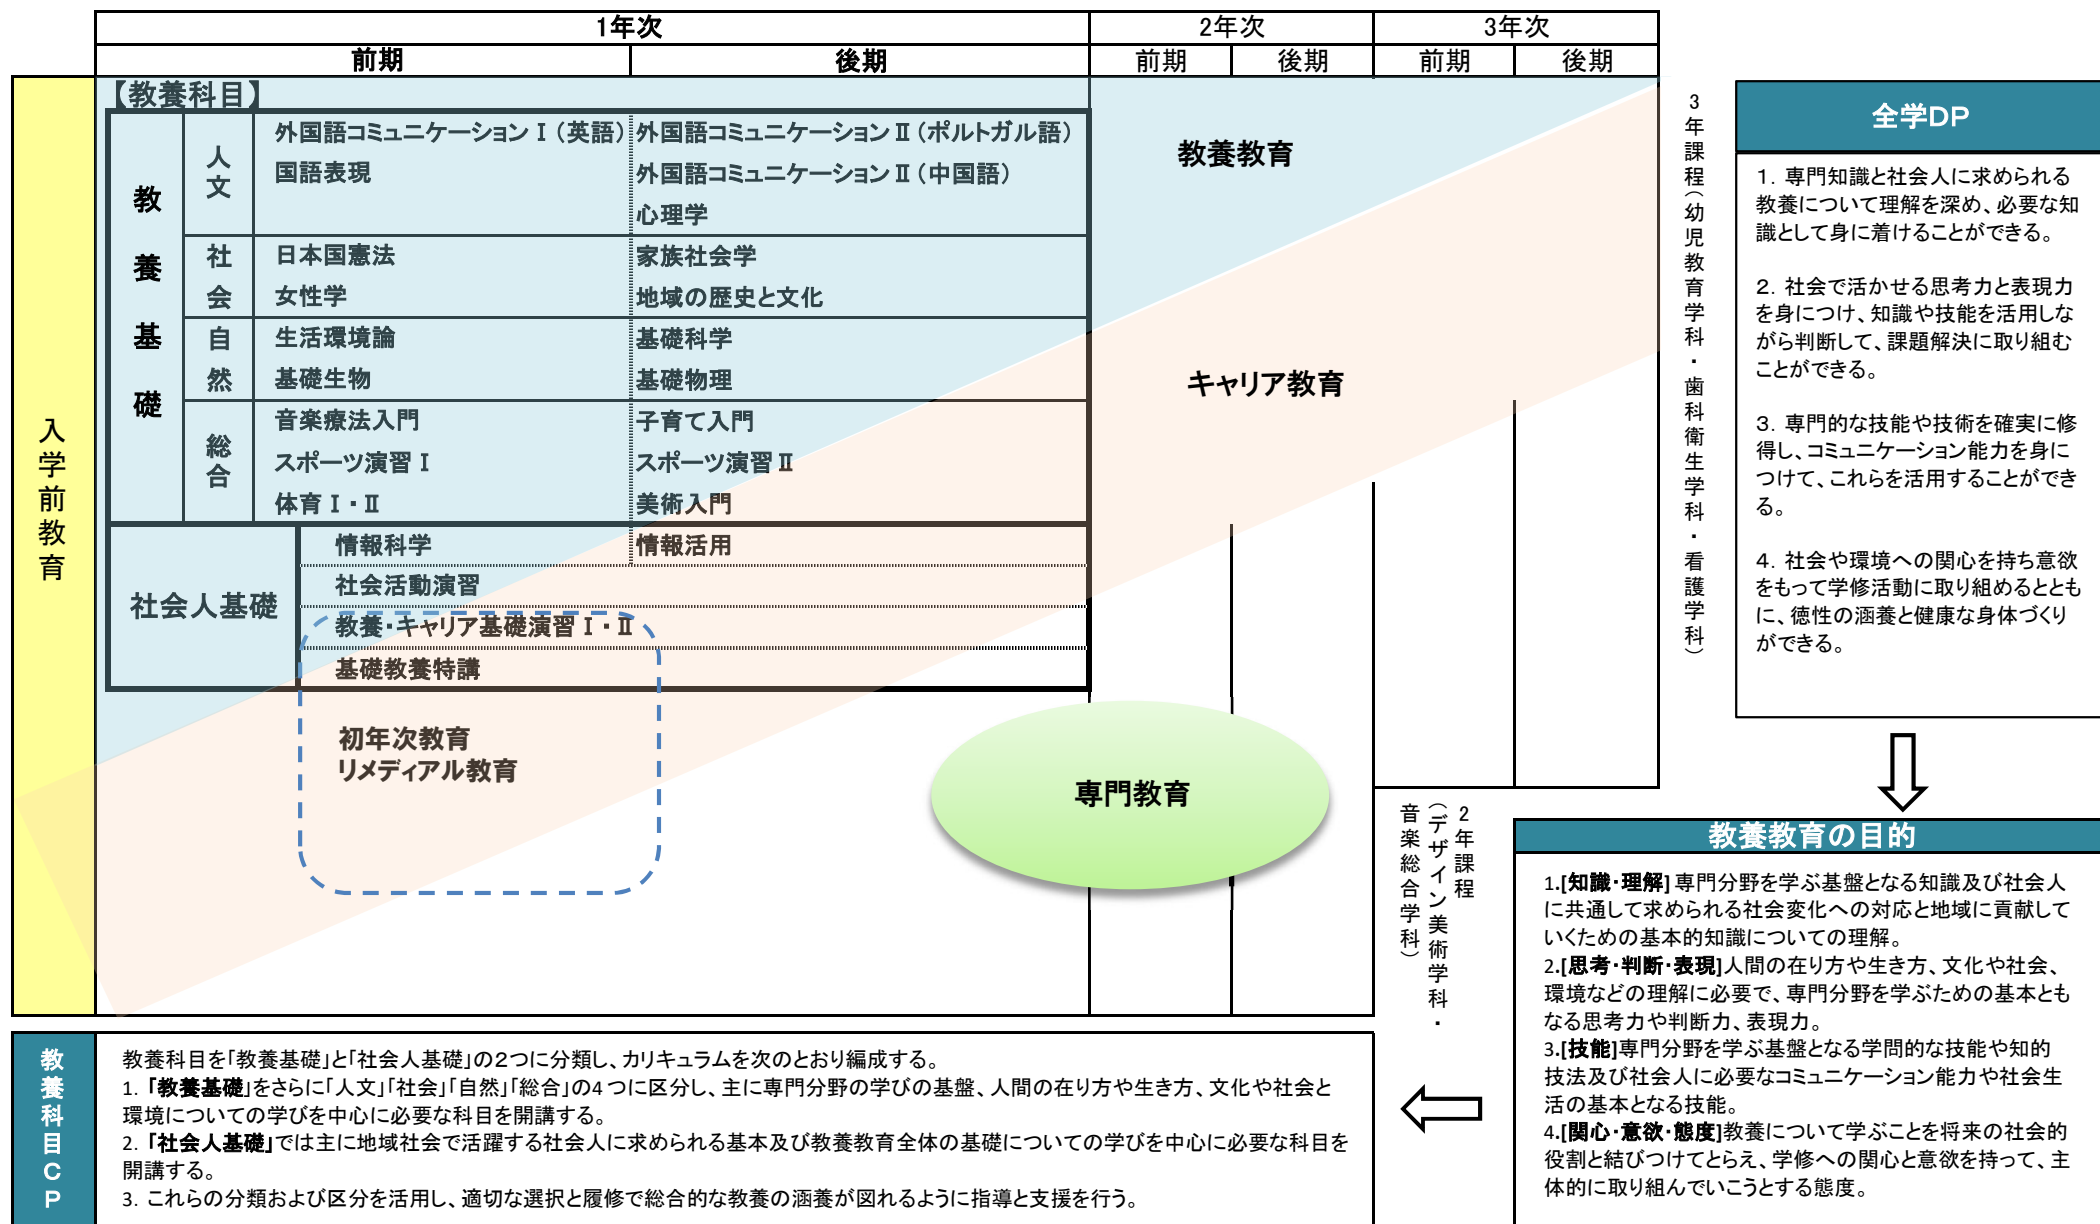 1年次
2年次
3年次
前期
後期
前期
後期
前期
後期
入学前教育
【教養科目】
教養基礎
人文
外国語コミュニケーションⅠ（英語）
国語表現
外国語コミュニケーションⅡ（ポルトガル語）
外国語コミュニケーションⅡ（中国語）
心理学
社会
日本国憲法
女性学
家族社会学
地域の歴史と文化
自然
生活環境論
基礎生物
基礎科学
基礎物理
総合
音楽療法入門
スポーツ演習Ⅰ
体育Ⅰ・Ⅱ
子育て入門
スポーツ演習Ⅱ
美術入門
社会人基礎
情報科学
情報活用
社会活動演習
教養・キャリア基礎演習Ⅰ・Ⅱ
基礎教養特講
初年次教育
リメディアル教育
教養教育
キャリア教育
専門教育
3年課程（幼児教育学科・歯科衛生学科・看護学科）
2年課程
（デザイン美術学科・
音楽総合学科）
全学DP
1．専門知識と社会人に求められる
教養について理解を深め、必要な知
識として身に着けることができる。
2．社会で活かせる思考力と表現力
を身につけ、知識や技能を活用しな
がら判断して、課題解決に取り組む
ことができる。
3．専門的な技能や技術を確実に修
得し、コミュニケーション能力を身に
つけて、これらを活用することができ
る。
4．社会や環境への関心を持ち意欲
をもって学修活動に取り組めるととも
に、徳性の涵養と健康な身体づくり
ができる。
教養教育の目的
1.[知識・理解] 専門分野を学ぶ基盤となる知識及び社会人
に共通して求められる社会変化への対応と地域に貢献して
いくための基本的知識についての理解。
2.[思考・判断・表現]人間の在り方や生き方、文化や社会、
環境などの理解に必要で、専門分野を学ぶための基本とも
なる思考力や判断力、表現力。
3.[技能]専門分野を学ぶ基盤となる学問的な技能や知的
技法及び社会人に必要なコミュニケーション能力や社会生
活の基本となる技能。
4.[関心・意欲・態度]教養について学ぶことを将来の社会的
役割と結びつけてとらえ、学修への関心と意欲を持って、主
体的に取り組んでいこうとする態度。
教養科目CP
教養科目を「教養基礎」と「社会人基礎」の２つに分類し、カリキュラムを次のとおり編成する。
1．「教養基礎」をさらに「人文」「社会」「自然」「総合」の4つに区分し、主に専門分野の学びの基盤、人間の在り方や生き方、文化や社会と
環境についての学びを中心に必要な科目を開講する。
2．「社会人基礎」では主に地域社会で活躍する社会人に求められる基本及び教養教育全体の基礎についての学びを中心に必要な科目を
開講する。
3．これらの分類および区分を活用し、適切な選択と履修で総合的な教養の涵養が図れるように指導と支援を行う。